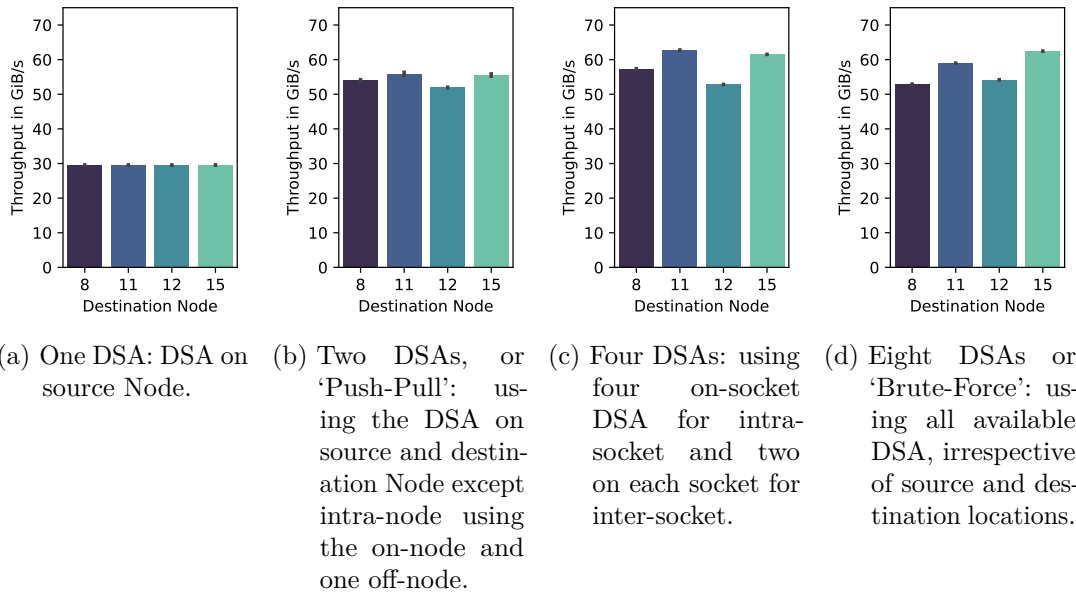 70
60
50
40
30
20
10
0
Throughput in GiB/s
8 11 12 15
Destination Node
70
60
50
40
30
20
10
0
Throughput in GiB/s
8 11 12 15
Destination Node
70
60
50
40
30
20
10
0
Throughput in GiB/s
8 11 12 15
Destination Node
70
60
50
40
30
20
10
0
Throughput in GiB/s
8 11 12 15
Destination Node
a) One DSA: DSA on
source Node.
(b) Two DSAs, or
‘Push-Pull’: us-
ing the DSA on
source and destin-
ation Node except
intra-node using
the on-node and
one off-node.
(c) Four DSAs: using
four on-socket
DSA for intra-
socket and two
on each socket for
inter-socket.
(d) Eight DSAs or
‘Brute-Force’: us-
ing all available
DSA, irrespective
of source and des-
tination locations.